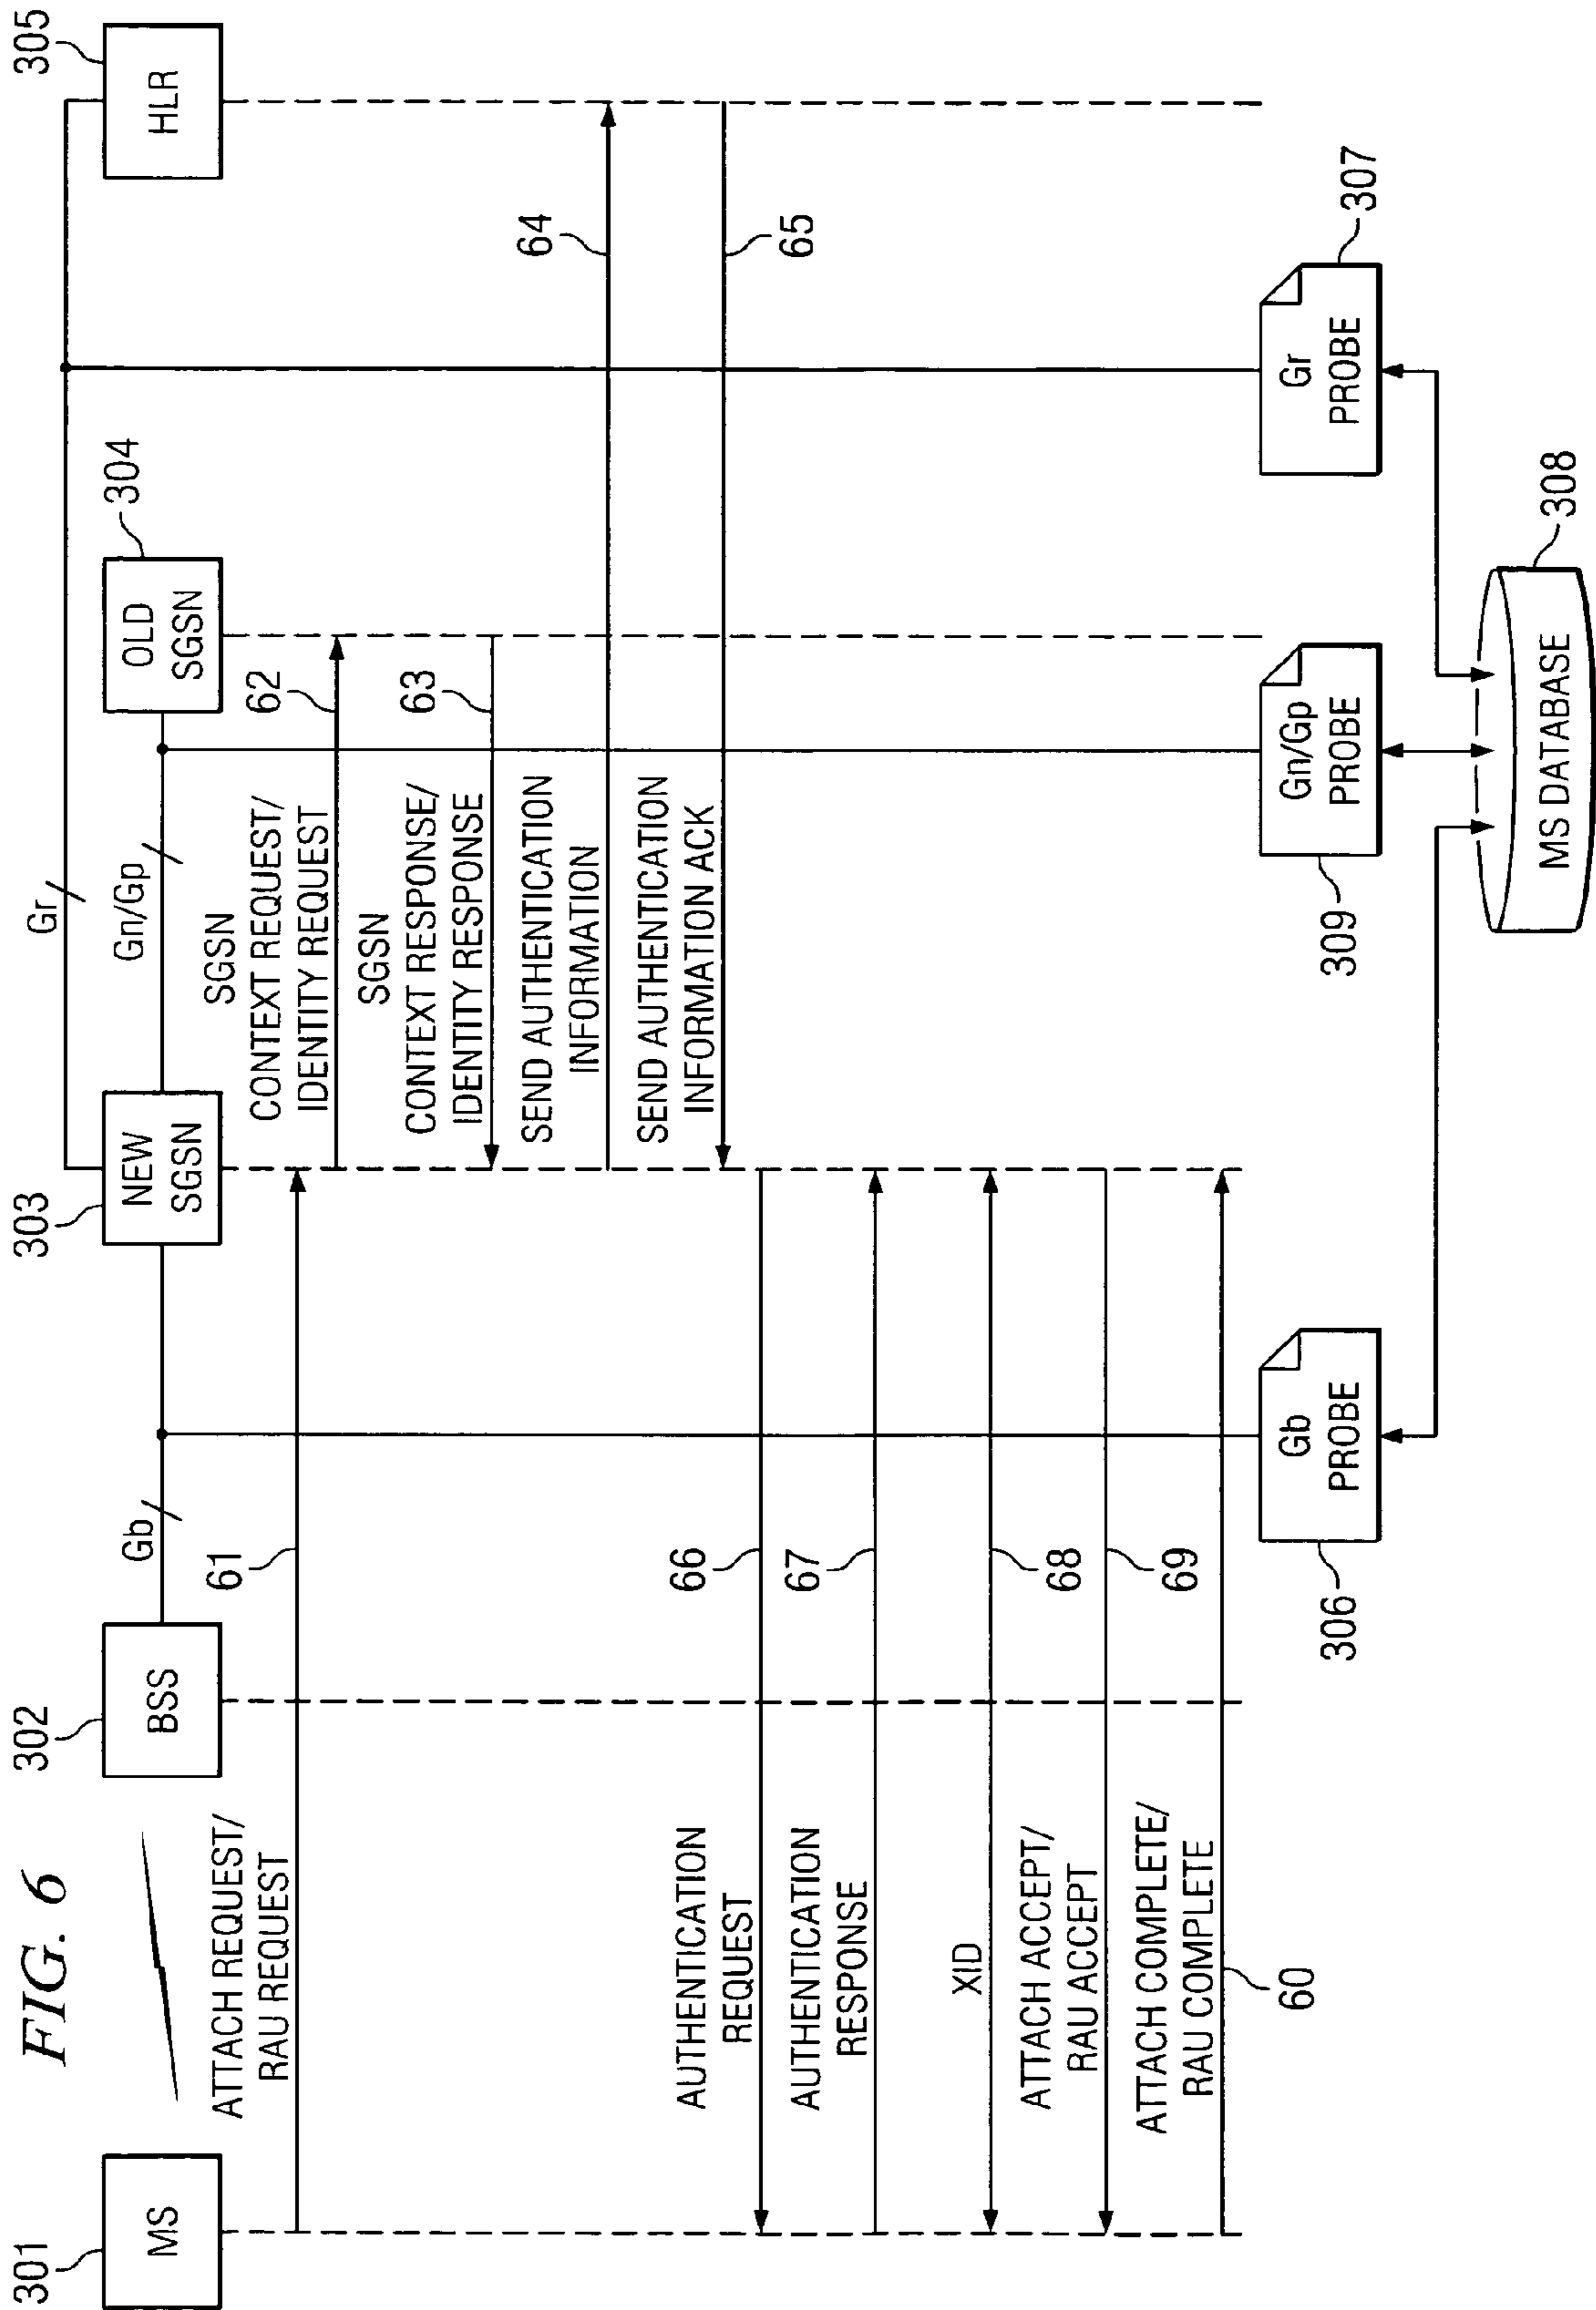 FIG. 6
301
MS
302
BSS
303
NEW
SGSN
304
OLD
SGSN
305
HLR
Gr
Gn/Gp
Gb
ATTACH REQUEST/
RAU REQUEST
61
SGSN
CONTEXT REQUEST/
IDENTITY REQUEST
62
SGSN
CONTEXT RESPONSE/
IDENTITY RESPONSE
63
SEND AUTHENTICATION
INFORMATION
64
SEND AUTHENTICATION
INFORMATION ACK
65
AUTHENTICATION
REQUEST
66
AUTHENTICATION
RESPONSE
67
XID
68
ATTACH ACCEPT/
RAU ACCEPT
69
ATTACH COMPLETE/
RAU COMPLETE
60
Gb
PROBE
306
Gn/Gp
PROBE
309
Gr
PROBE
307
MS DATABASE
308